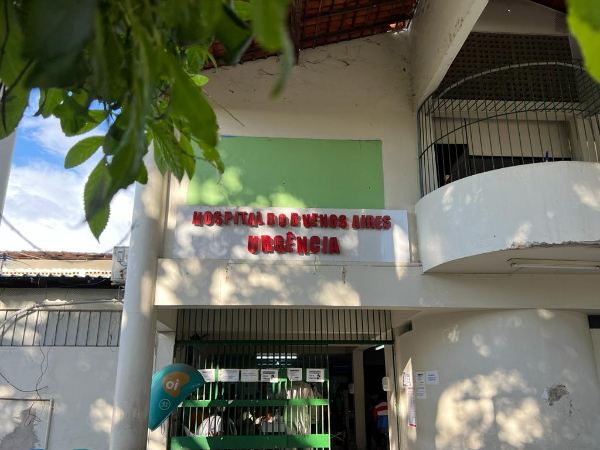 HOSPITAL DO BUENOS AIRES
URGÊNCIA
oi